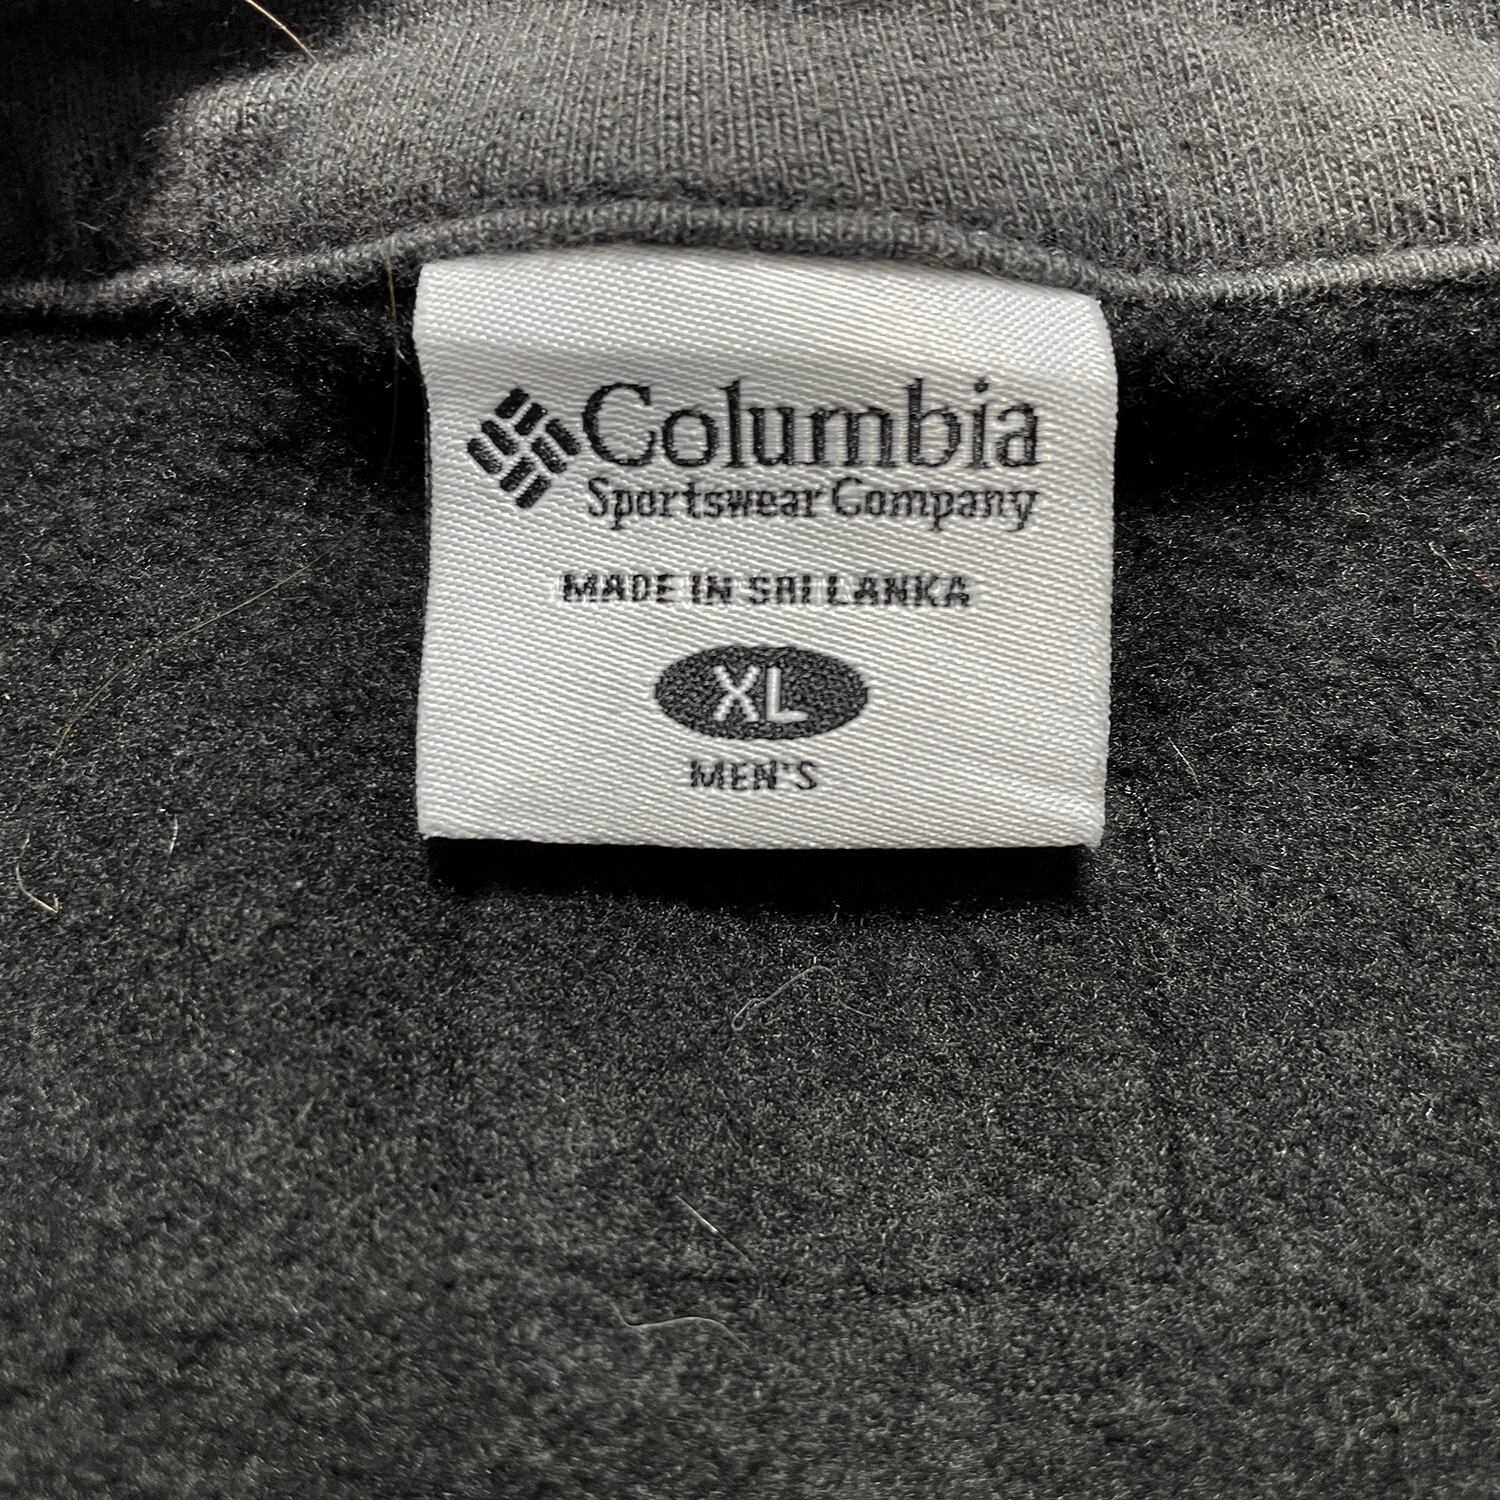 Columbia
Sportswear Company
MADE IN SRI LANKA
XL
MEN'S